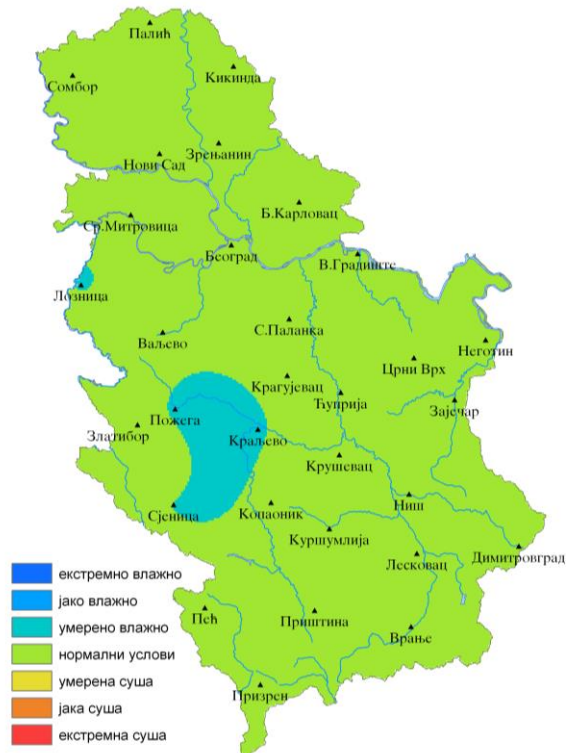 Палић
Кикинда
Сомбор
Зрењанин
Нови Сад
Б.Карловац
Ср.Митровица
Београд
В.Градиште
Лозница
С.Паланка
Ваљево
Неготин
Црни Врх
Крагујевац
Ћуприја
Зајечар
Пожега
Златибор
Краљево
Крушевац
Ниш
Копаоник
Сјеница
Куршумлија
Димитровград
Лесковац
Пећ
Приштина
Врање
Призрен
екстремно влажно
јако влажно
умерено влажно
нормални услови
умерена суша
јака суша
екстремна суша